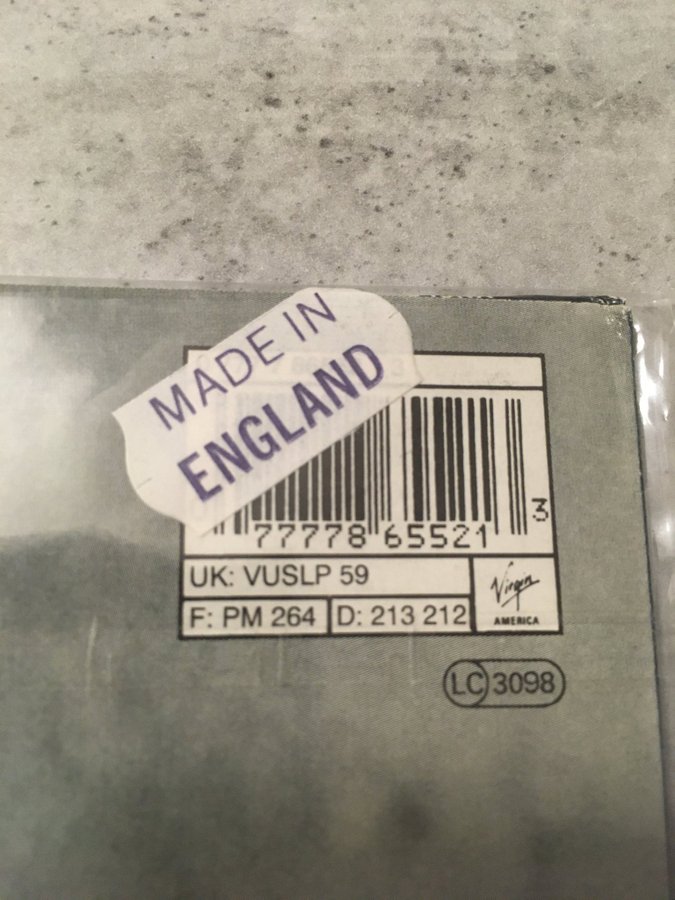 MADE IN
ENGLAND
77778 65521 3
UK: VUSLP 59
F: PM 264 D: 213 212
Virgin
AMERICA
LC 3098